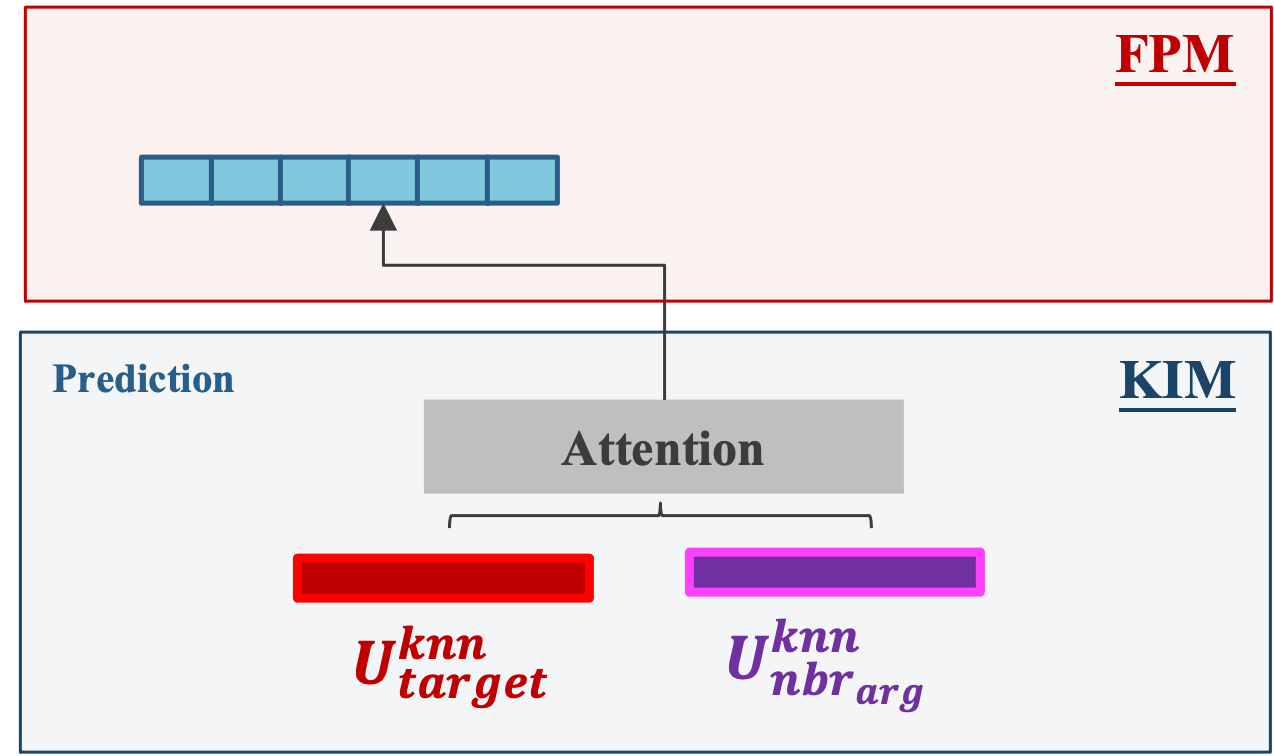 FPM
Prediction
KIM
Attention
U^{knn}_{target}
U^{knn}_{nbr_{arg}}